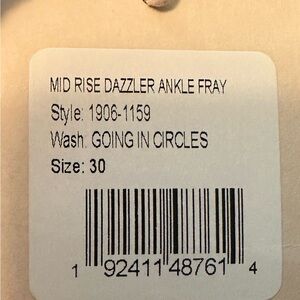 MID RISE DAZZLER ANKLE FRAY
Style: 1906-1159
Wash: GOING IN CIRCLES
Size: 30
1 92411 48761 4